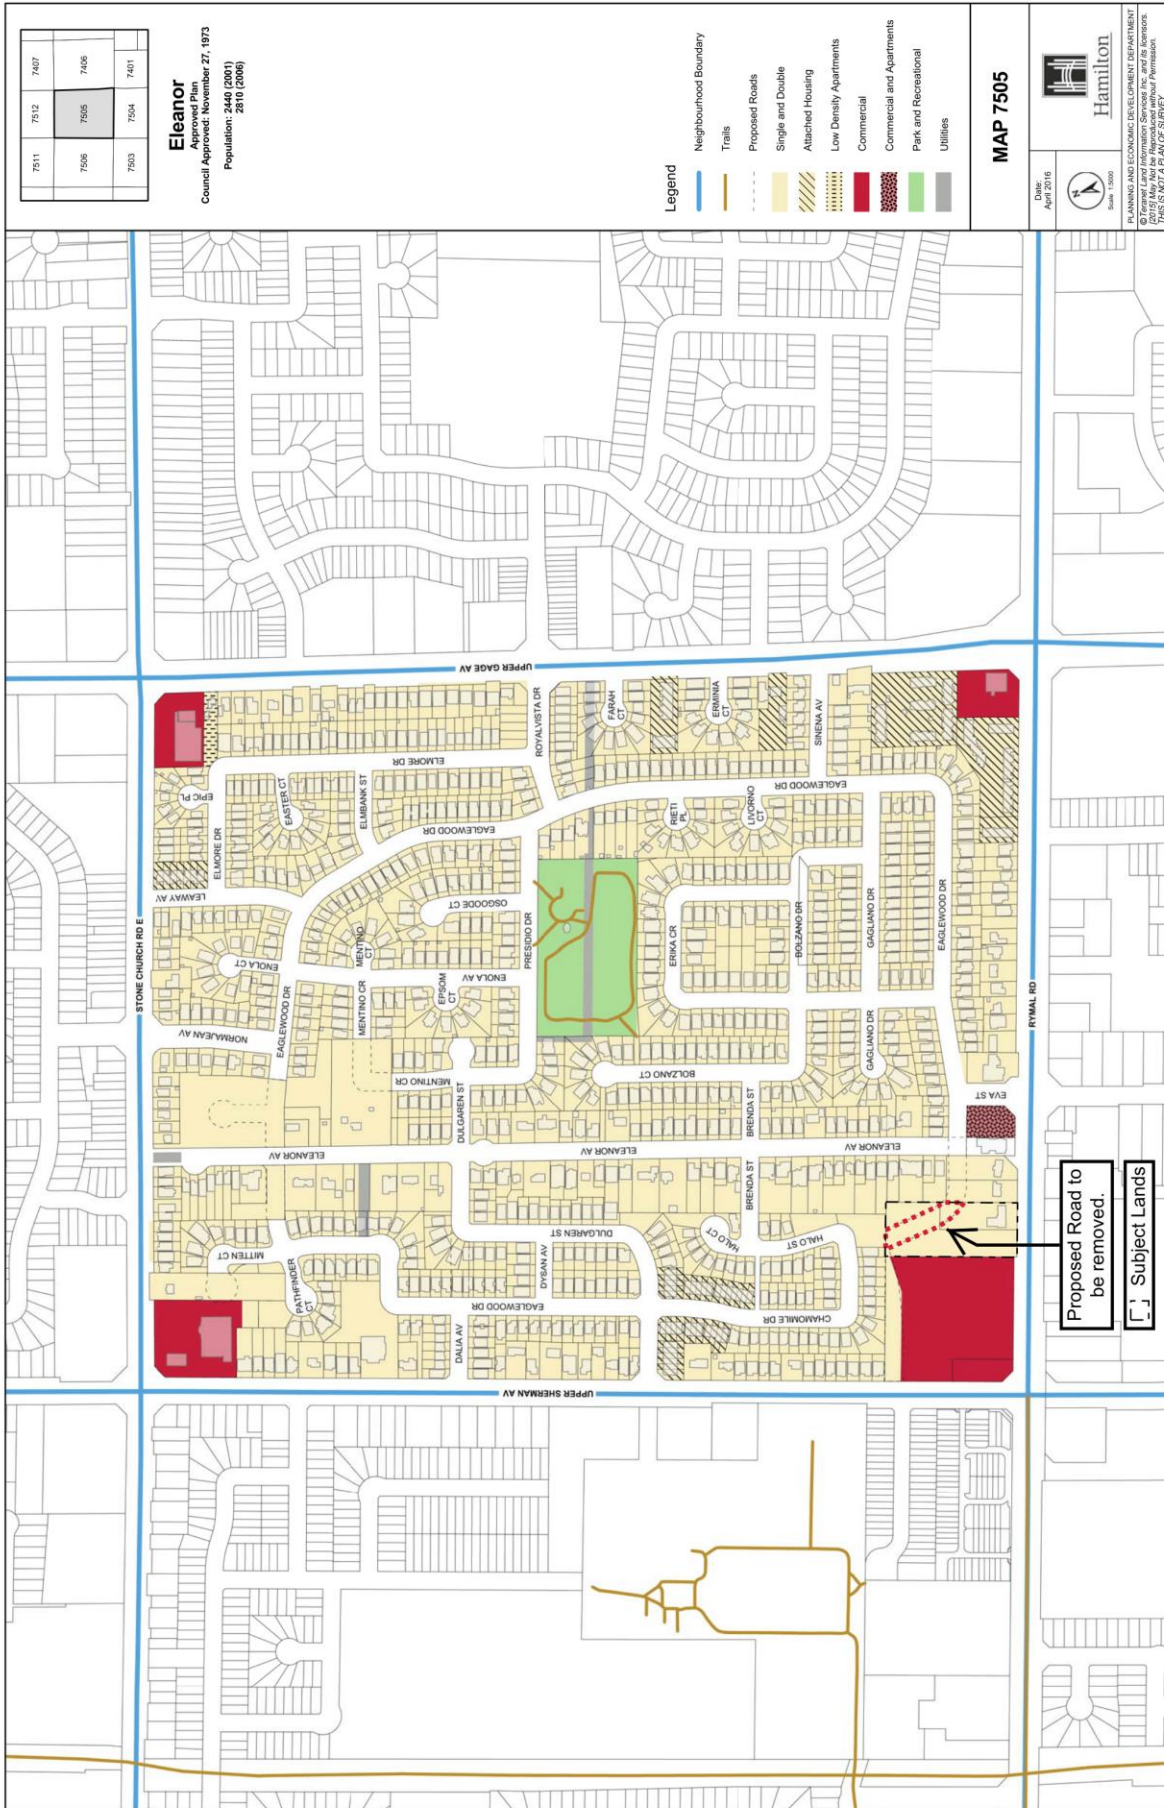 7511
7512
7407
7506
7505
7406
7503
7504
7401
Eleanor
Approved Plan
Council Approved: November 27, 1973
Population: 2440 (2001)
2810 (2006)
Legend
Neighbourhood Boundary
Trails
Proposed Roads
Single and Double
Attached Housing
Low Density Apartments
Commercial
Commercial and Apartments
Park and Recreational
Utilities
MAP 7505
Date:
April 2016
N
Scale 1:5000
Hamilton
PLANNING AND ECONOMIC DEVELOPMENT DEPARTMENT
© Teranet Land Information Services Inc. and its licensors.
[2015] May Not be Reproduced without Permission.
THIS IS NOT A PLAN OF SURVEY
STONE CHURCH RD E
UPPER GAGE AV
UPPER SHERMAN AV
RYMAL RD E
MITTEN CT
PATHFINDER
CT
ELEANOR AV
NORMAJEAN AV
EAGLEWOOD DR
ENOLA CT
LEAWAY AV
ELMORE DR
EPIC PL
EASTER CT
ELMBANK ST
ELMORE DR
EAGLEWOOD DR
MENTINO CR
MENTINO
CT
MENTINO CR
EPSOM
CT
ENOLA AV
OSGOODE CT
DALIA AV
DULGAREN ST
PRESIDIO DR
ROYALVISTA DR
EAGLEWOOD DR
DYSAN AV
DULGAREN ST
ELEANOR AV
BOLZANO CT
ERIKA CR
RIETI
PL
FARAH
CT
ERMINIA
CT
LIVORNO
CT
HALO CT
BRENDA ST
BRENDA ST
HALO ST
CHAMOMILE DR
BOLZANO DR
EAGLEWOOD DR
SINENA AV
GAGLIANO DR
GAGLIANO DR
ELEANOR AV
EAGLEWOOD DR
EVA ST
Proposed Road to
be removed.
Subject Lands